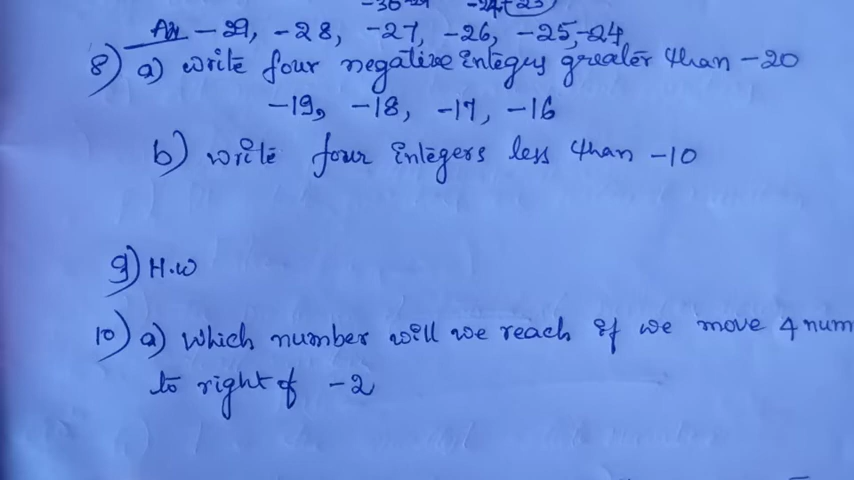 Ans -29, -28, -27, -26, -25, -24
8) a) write four negative integers greater than -20
-19, -18, -17, -16
b) write four integers less than -10
9) H.W
10) a) which number will we reach if we move 4 num
to right of -2